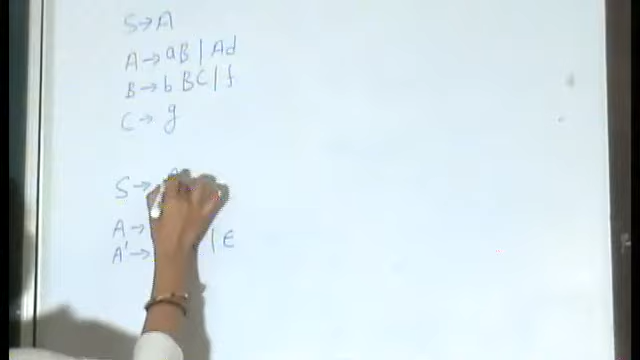 S → A
A → aB | Ad
B → b BC | f
C → g
S →
A →
A' → | ε